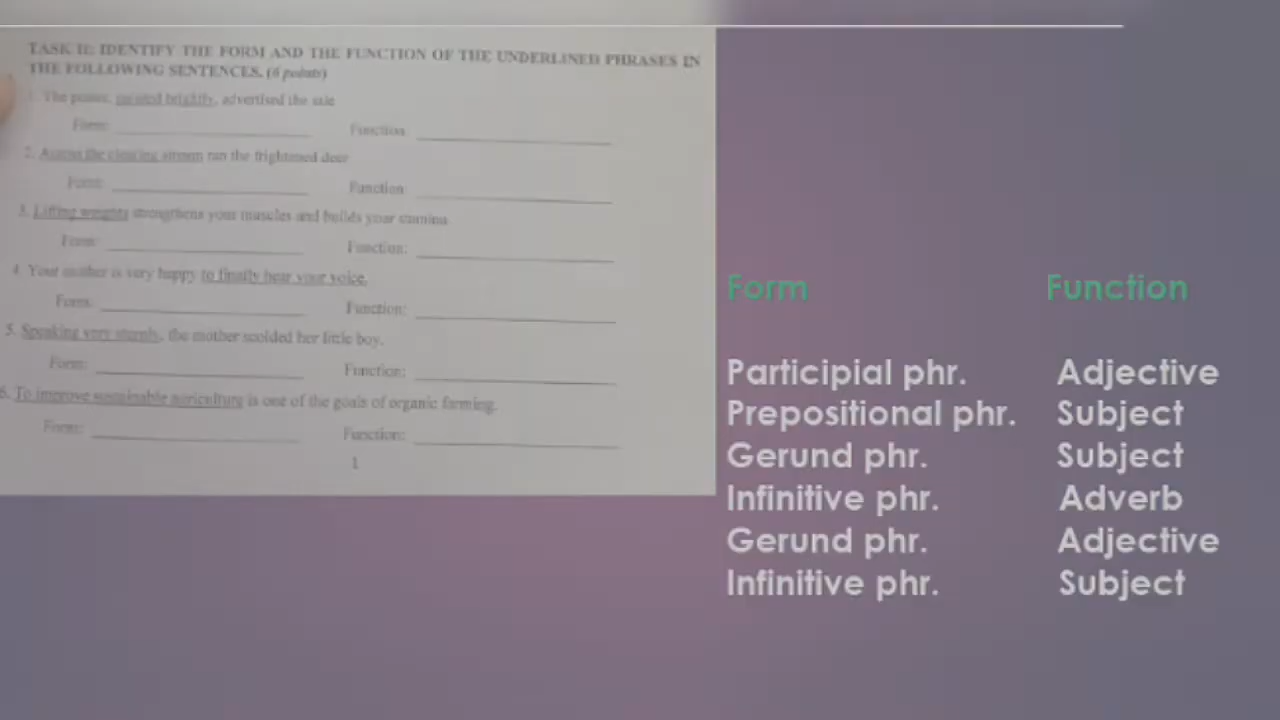 TASK II: IDENTIFY THE FORM AND THE FUNCTION OF THE UNDERLINED PHRASES IN
THE FOLLOWING SENTENCES. (6 points)
1. The poster, painted brightly, advertised the sale
Form: Function
2. Across the stream ran the frightened deer
Form: Function
3. Lifting weights strengthens your muscles and builds your stamina.
Form: Function:
4. Your mother is very happy to finally hear your voice.
Form: Function:
5. Speaking very sternly, the mother scolded her little boy.
Form: Function:
6. To improve sustainable agriculture is one of the goals of organic farming.
Form: Function:
1
Form Function
Participial phr. Adjective
Prepositional phr. Subject
Gerund phr. Subject
Infinitive phr. Adverb
Gerund phr. Adjective
Infinitive phr. Subject